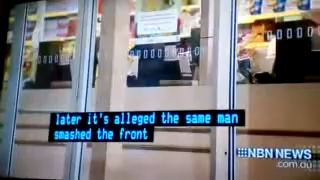 later it's alleged the same man
smashed the front
NBN NEWS
.com.au